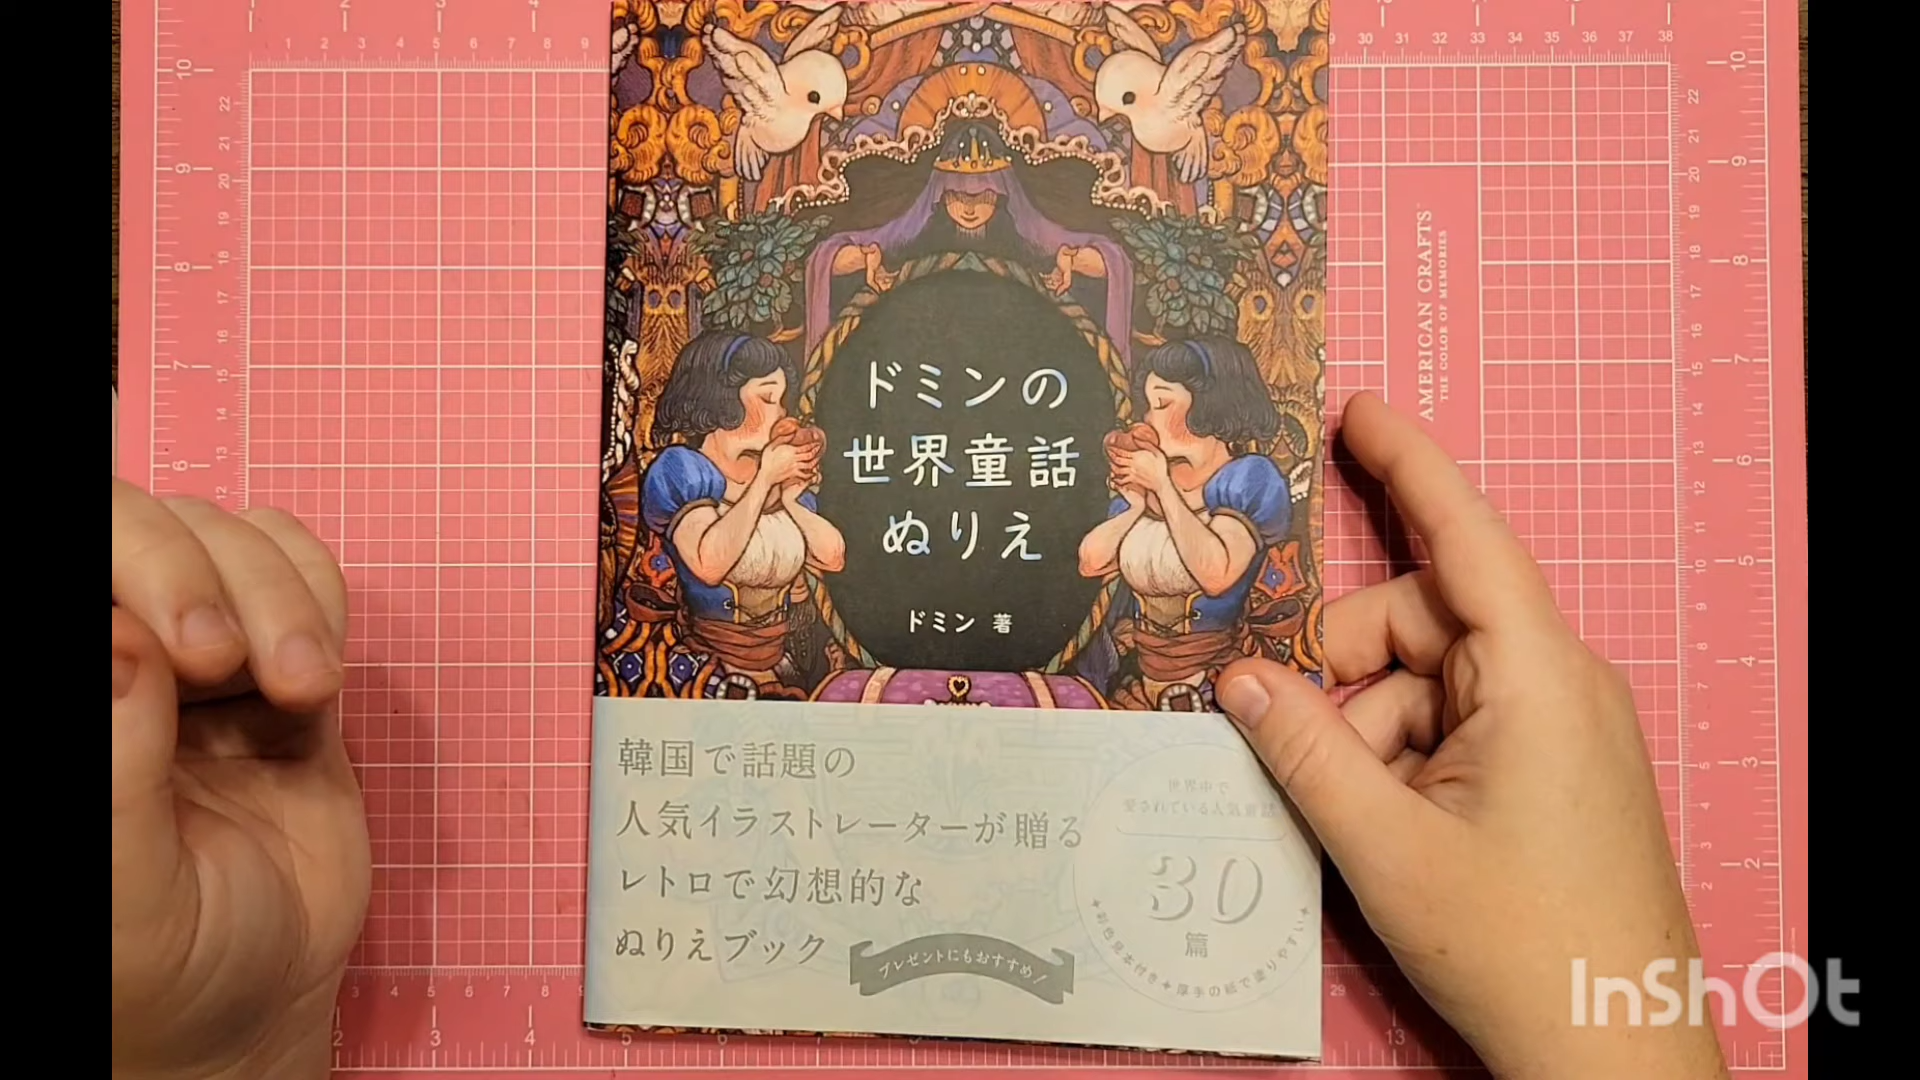 ドミンの
世界童話
ぬりえ
ドミン 著
韓国で話題の
人気イラストレーターが贈る
レトロで幻想的な
ぬりえブック
プレゼントにもおすすめ!
世界中で
愛されている人気童話
30
篇
✦彩色見本付き✦厚手の紙で塗りやすい✦
AMERICAN CRAFTS
THE COLOR OF MEMORIES
InShOt